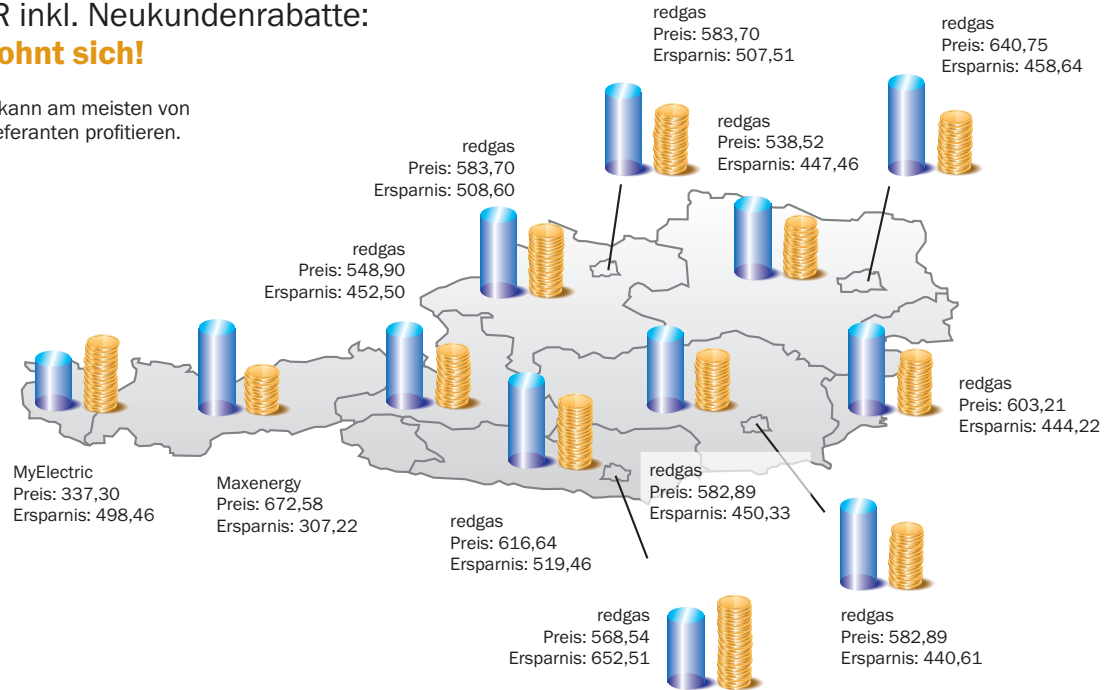 R inkl. Neukundenrabatte:
ohnt sich!
kann am meisten von
eferanten profitieren.
redgas
Preis: 583,70
Ersparnis: 507,51
redgas
Preis: 640,75
Ersparnis: 458,64
redgas
Preis: 538,52
Ersparnis: 447,46
redgas
Preis: 583,70
Ersparnis: 508,60
redgas
Preis: 548,90
Ersparnis: 452,50
redgas
Preis: 603,21
Ersparnis: 444,22
MyElectric
Preis: 337,30
Ersparnis: 498,46
Maxenergy
Preis: 672,58
Ersparnis: 307,22
redgas
Preis: 582,89
Ersparnis: 450,33
redgas
Preis: 616,64
Ersparnis: 519,46
redgas
Preis: 568,54
Ersparnis: 652,51
redgas
Preis: 582,89
Ersparnis: 440,61